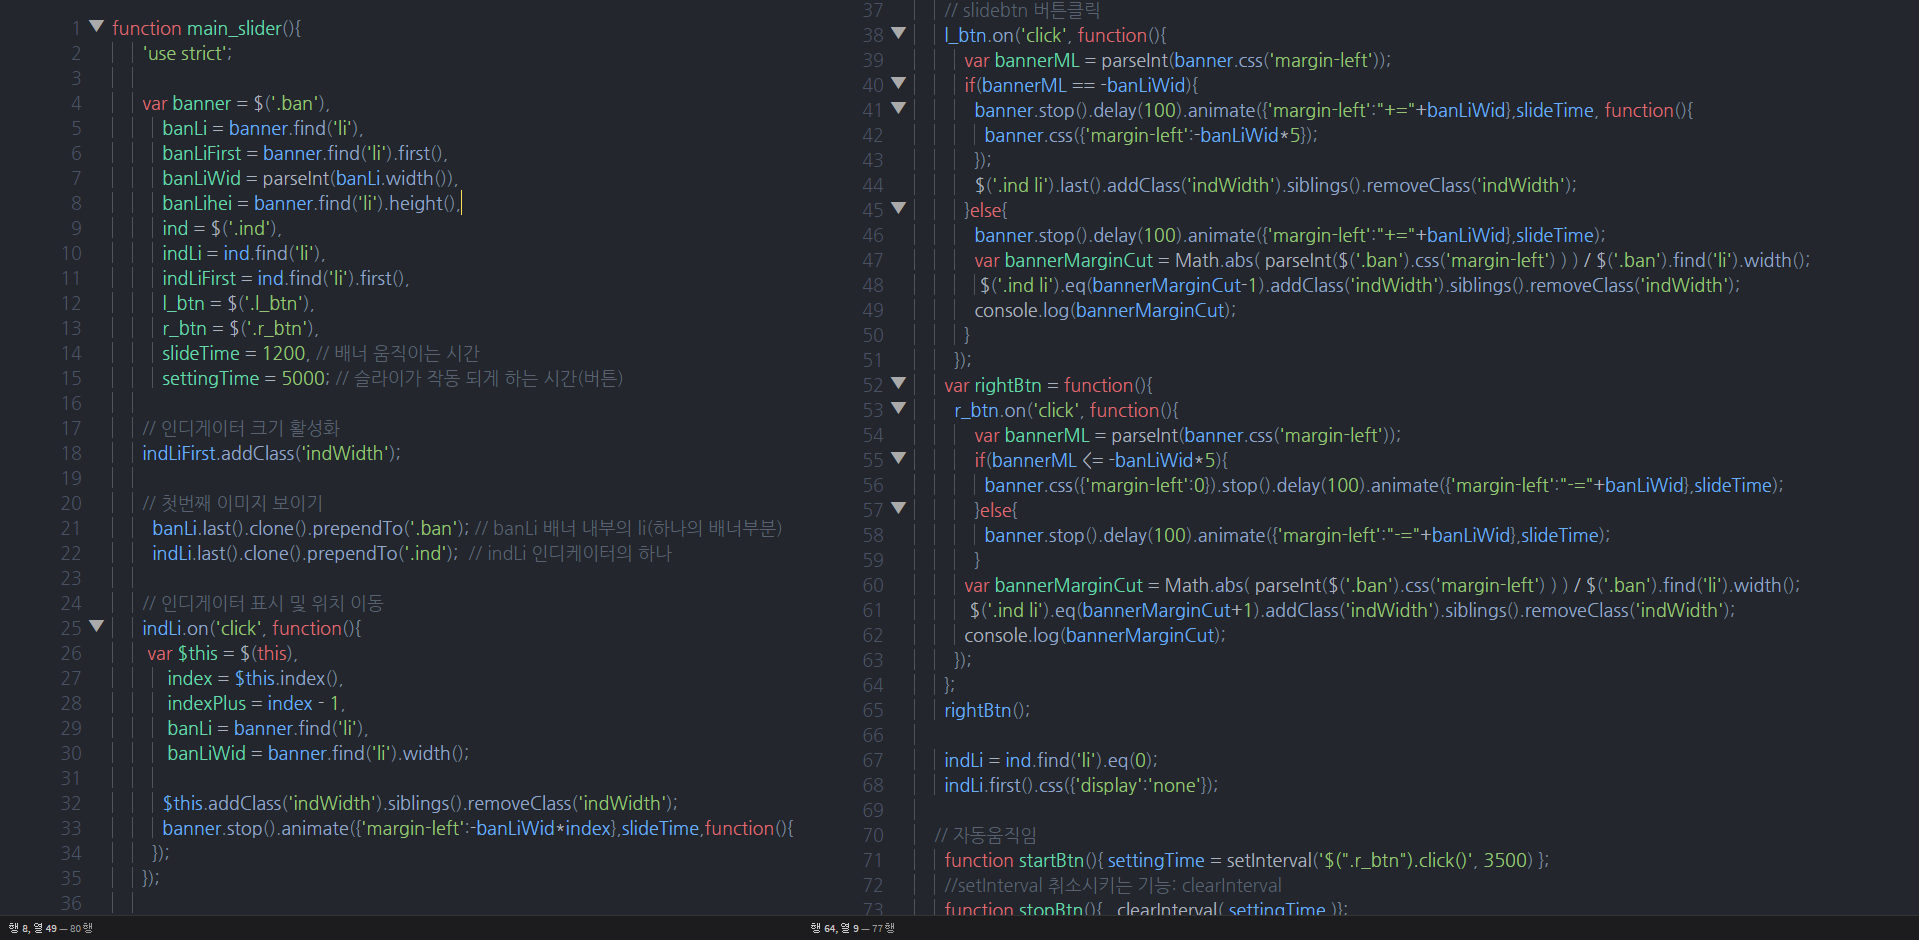 1 ▼ function main_slider(){
2 'use strict';
3
4 var banner = $('.ban'),
5 banLi = banner.find('li'),
6 banLiFirst = banner.find('li').first(),
7 banLiWid = parseInt(banLi.width()),
8 banLihei = banner.find('li').height(),
9 ind = $('.ind'),
10 indLi = ind.find('li'),
11 indLiFirst = ind.find('li').first(),
12 l_btn = $('.l_btn'),
13 r_btn = $('.r_btn'),
14 slideTime = 1200, // 배너 움직이는 시간
15 settingTime = 5000; // 슬라이가 작동 되게 하는 시간(버튼)
16
17 // 인디게이터 크기 활성화
18 indLiFirst.addClass('indWidth');
19
20 // 첫번째 이미지 보이기
21 banLi.last().clone().prependTo('.ban'); // banLi 배너 내부의 li(하나의 배너부분)
22 indLi.last().clone().prependTo('.ind'); // indLi 인디케이터의 하나
23
24 // 인디게이터 표시 및 위치 이동
25 ▼ indLi.on('click', function(){
26 var $this = $(this),
27 index = $this.index(),
28 indexPlus = index - 1,
29 banLi = banner.find('li'),
30 banLiWid = banner.find('li').width();
31
32 $this.addClass('indWidth').siblings().removeClass('indWidth');
33 banner.stop().animate({'margin-left':-banLiWid*index},slideTime,function(){
34 });
35 });
36
행 8, 열 49 — 80 행
37 // slidebtn 버튼클릭
38 ▼ l_btn.on('click', function(){
39 var bannerML = parseInt(banner.css('margin-left'));
40 ▼ if(bannerML == -banLiWid){
41 ▼ banner.stop().delay(100).animate({'margin-left':"+="+banLiWid},slideTime, function(){
42 banner.css({'margin-left':-banLiWid*5});
43 });
44 $('.ind li').last().addClass('indWidth').siblings().removeClass('indWidth');
45 ▼ }else{
46 banner.stop().delay(100).animate({'margin-left':"+="+banLiWid},slideTime);
47 var bannerMarginCut = Math.abs( parseInt($('.ban').css('margin-left') ) ) / $('.ban').find('li').width();
48 $('.ind li').eq(bannerMarginCut-1).addClass('indWidth').siblings().removeClass('indWidth');
49 console.log(bannerMarginCut);
50 }
51 });
52 ▼ var rightBtn = function(){
53 ▼ r_btn.on('click', function(){
54 var bannerML = parseInt(banner.css('margin-left'));
55 ▼ if(bannerML <= -banLiWid*5){
56 banner.css({'margin-left':0}).stop().delay(100).animate({'margin-left':"-="+banLiWid},slideTime);
57 ▼ }else{
58 banner.stop().delay(100).animate({'margin-left':"-="+banLiWid},slideTime);
59 }
60 var bannerMarginCut = Math.abs( parseInt($('.ban').css('margin-left') ) ) / $('.ban').find('li').width();
61 $('.ind li').eq(bannerMarginCut+1).addClass('indWidth').siblings().removeClass('indWidth');
62 console.log(bannerMarginCut);
63 });
64 };
65 rightBtn();
66
67 indLi = ind.find('li').eq(0);
68 indLi.first().css({'display':'none'});
69
70 // 자동움직임
71 function startBtn(){ settingTime = setInterval('$(".r_btn").click()', 3500) };
72 //setInterval 취소시키는 기능: clearInterval
73 function stopBtn(){ clearInterval( settingTime )};
행 64, 열 9 — 77 행